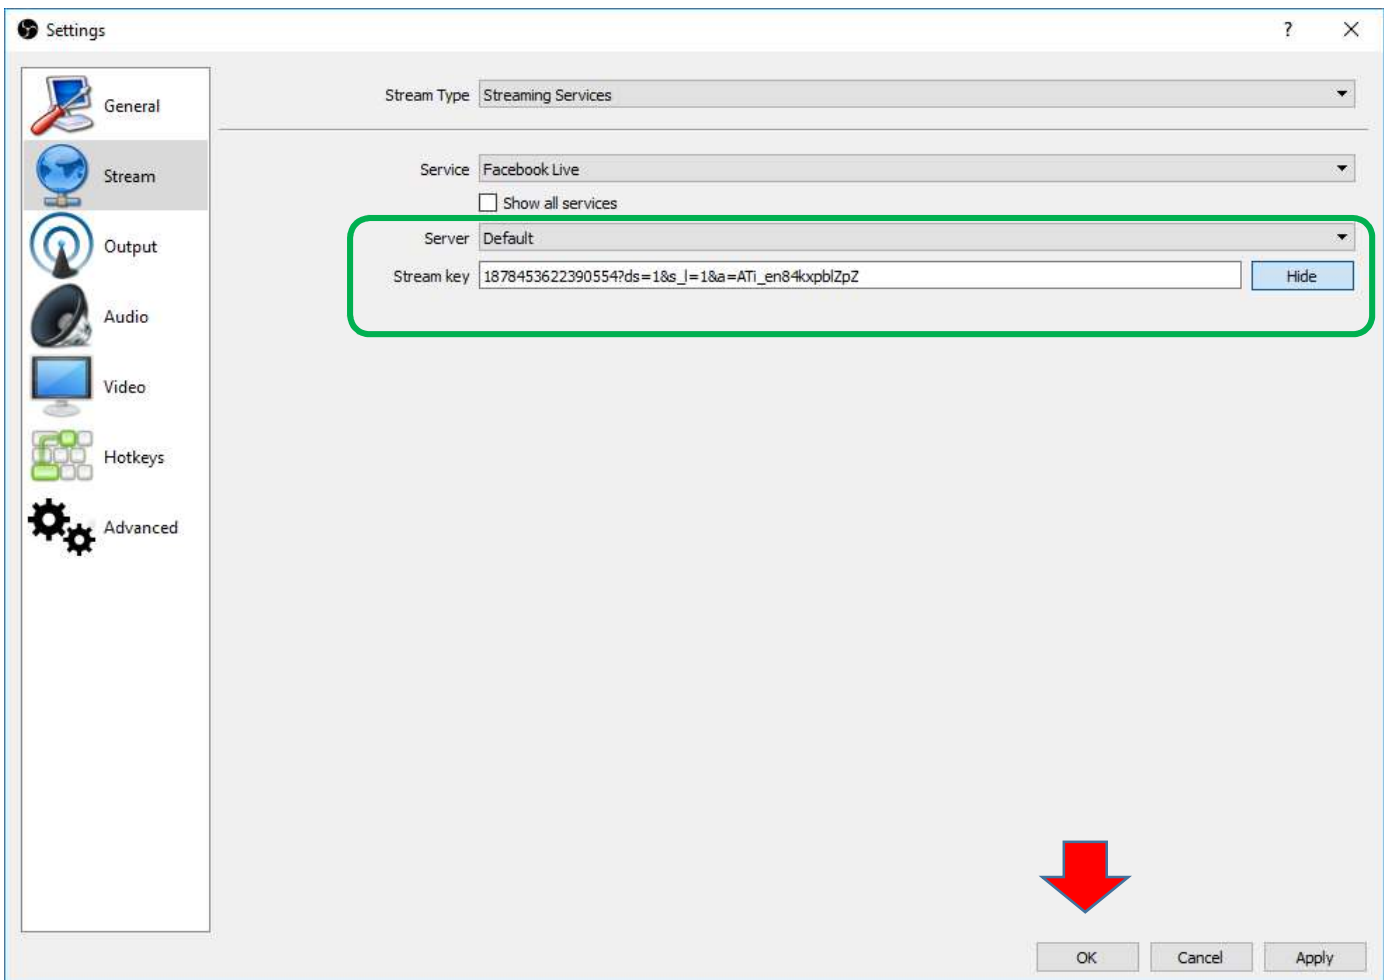 Settings
?
General
Stream
Output
Audio
Video
Hotkeys
Advanced
Stream Type Streaming Services
Service Facebook Live
Show all services
Server Default
Stream key 1878453622390554?ds=1&s_l=1&a=ATi_en84kxpblZpZ Hide
OK Cancel Apply